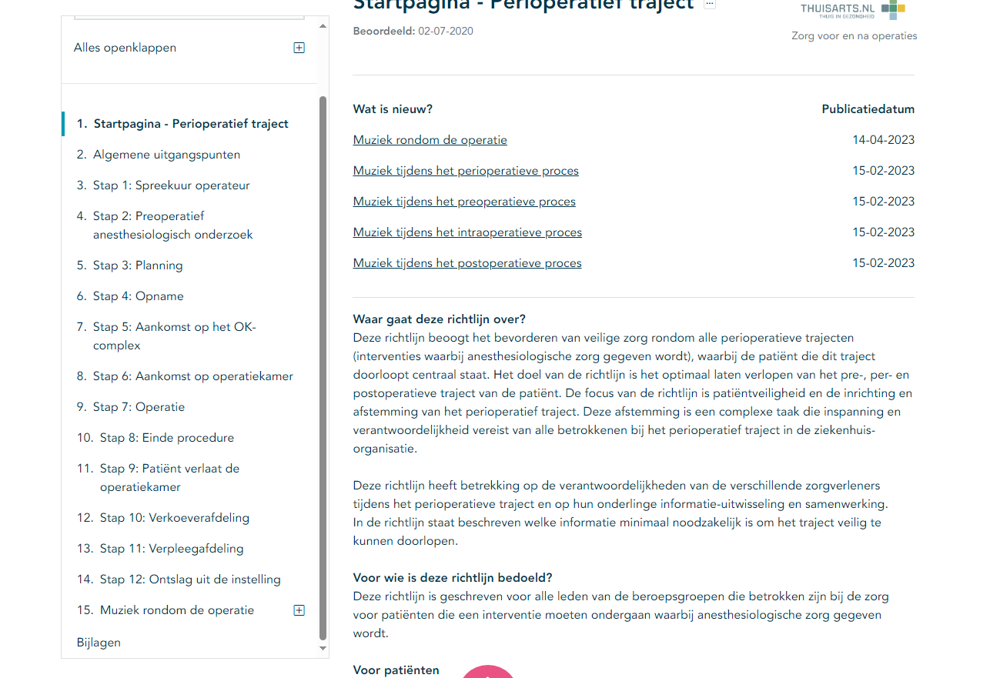 Alles openklappen
1. Startpagina - Perioperatief traject
2. Algemene uitgangspunten
3. Stap 1: Spreekuur operateur
4. Stap 2: Preoperatief
anesthesiologisch onderzoek
5. Stap 3: Planning
6. Stap 4: Opname
7. Stap 5: Aankomst op het OK-
complex
8. Stap 6: Aankomst op operatiekamer
9. Stap 7: Operatie
10. Stap 8: Einde procedure
11. Stap 9: Patiënt verlaat de
operatiekamer
12. Stap 10: Verkoeverafdeling
13. Stap 11: Verpleegafdeling
14. Stap 12: Ontslag uit de instelling
15. Muziek rondom de operatie
Bijlagen
Startpagina - Perioperatief traject
Beoordeeld: 02-07-2020
THUISARTS.NL
THUIS IN GEZONDHEID
Zorg voor en na operaties
Wat is nieuw? Publicatiedatum
Muziek rondom de operatie 14-04-2023
Muziek tijdens het perioperatieve proces 15-02-2023
Muziek tijdens het preoperatieve proces 15-02-2023
Muziek tijdens het intraoperatieve proces 15-02-2023
Muziek tijdens het postoperatieve proces 15-02-2023
Waar gaat deze richtlijn over?
Deze richtlijn beoogt het bevorderen van veilige zorg rondom alle perioperatieve trajecten
(interventies waarbij anesthesiologische zorg gegeven wordt), waarbij de patiënt die dit traject
doorloopt centraal staat. Het doel van de richtlijn is het optimaal laten verlopen van het pre-, per- en
postoperatieve traject van de patiënt. De focus van de richtlijn is patiëntveiligheid en de inrichting en
afstemming van het perioperatief traject. Deze afstemming is een complexe taak die inspanning en
verantwoordelijkheid vereist van alle betrokkenen bij het perioperatief traject in de ziekenhuis-
organisatie.
Deze richtlijn heeft betrekking op de verantwoordelijkheden van de verschillende zorgverleners
tijdens het perioperatieve traject en op hun onderlinge informatie-uitwisseling en samenwerking.
In de richtlijn staat beschreven welke informatie minimaal noodzakelijk is om het traject veilig te
kunnen doorlopen.
Voor wie is deze richtlijn bedoeld?
Deze richtlijn is geschreven voor alle leden van de beroepsgroepen die betrokken zijn bij de zorg
voor patiënten die een interventie moeten ondergaan waarbij anesthesiologische zorg gegeven
wordt.
Voor patiënten